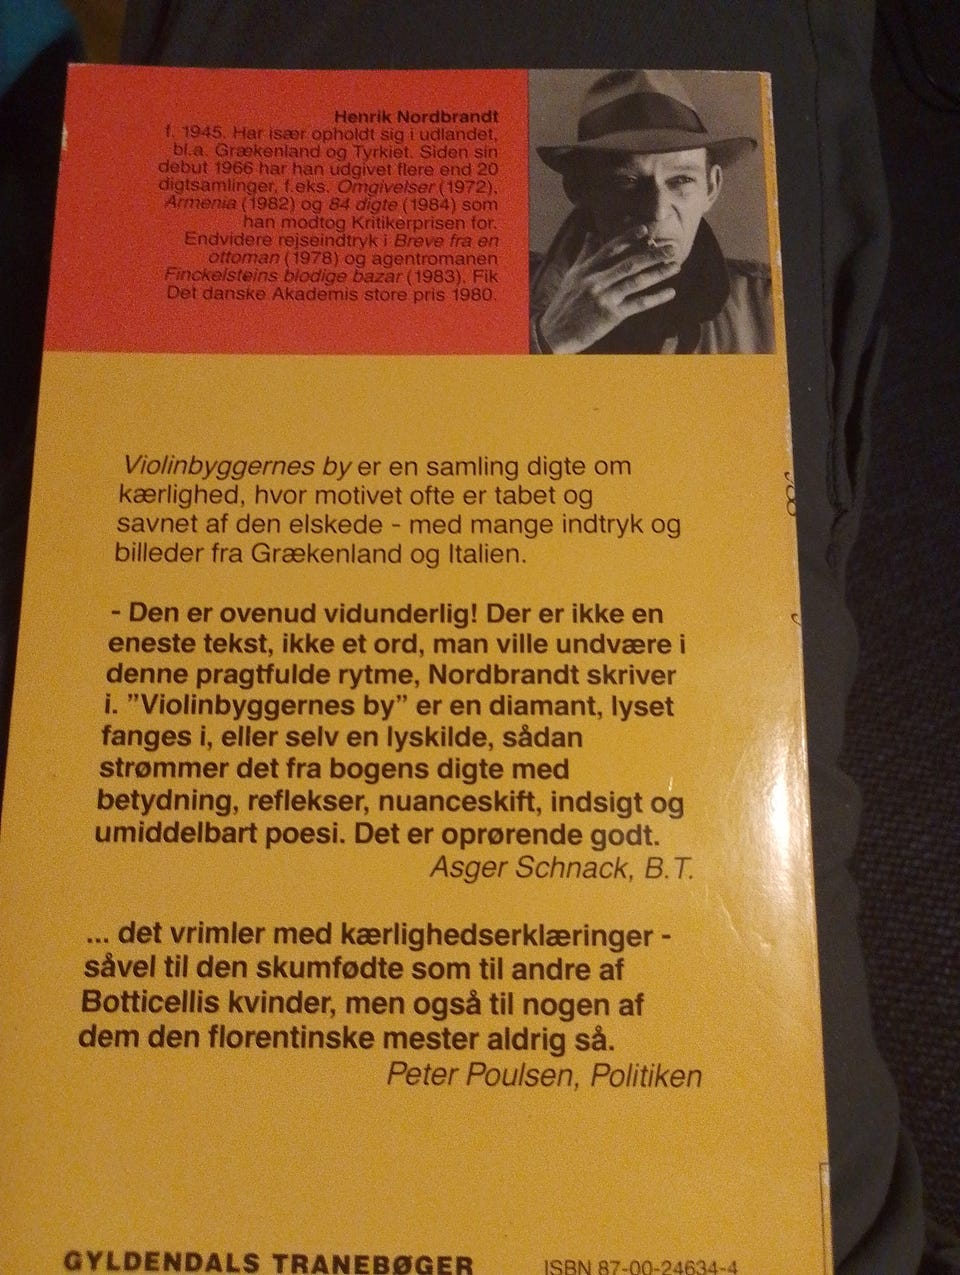 Henrik Nordbrandt
f. 1945. Har især opholdt sig i udlandet,
bl.a. Grækenland og Tyrkiet. Siden sin
debut 1966 har han udgivet flere end 20
digtsamlinger, f.eks. Omgivelser (1972),
Armenia (1982) og 84 digte (1984) som
han modtog Kritikerprisen for.
Endvidere rejseindtryk i Breve fra en
ottoman (1978) og agentromanen
Finckelsteins blodige bazar (1983). Fik
Det danske Akademis store pris 1980.
Violinbyggernes by er en samling digte om
kærlighed, hvor motivet ofte er tabet og
savnet af den elskede - med mange indtryk og
billeder fra Grækenland og Italien.
- Den er ovenud vidunderlig! Der er ikke en
eneste tekst, ikke et ord, man ville undvære i
denne pragtfulde rytme, Nordbrandt skriver
i. ”Violinbyggernes by” er en diamant, lyset
fanges i, eller selv en lyskilde, sådan
strømmer det fra bogens digte med
betydning, reflekser, nuanceskift, indsigt og
umiddelbart poesi. Det er oprørende godt.
Asger Schnack, B.T.
... det vrimler med kærlighedserklæringer -
såvel til den skumfødte som til andre af
Botticellis kvinder, men også til nogen af
dem den florentinske mester aldrig så.
Peter Poulsen, Politiken
GYLDENDALS TRANEBØGER
ISBN 87-00-24634-4